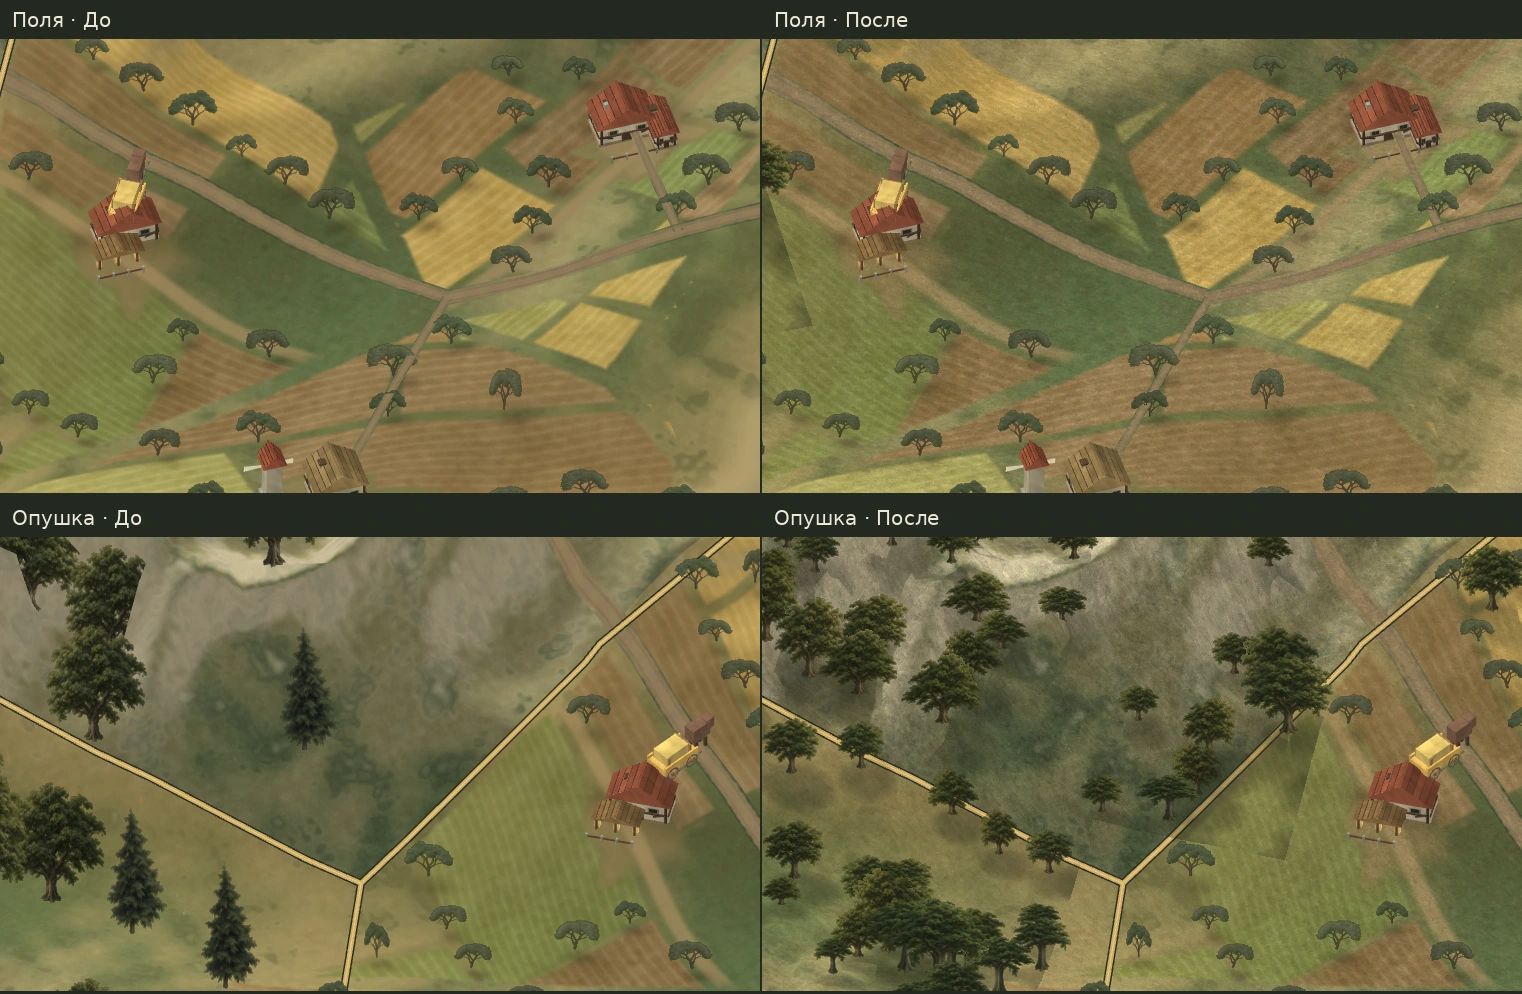 Поля · До
Поля · После
Опушка · До
Опушка · После